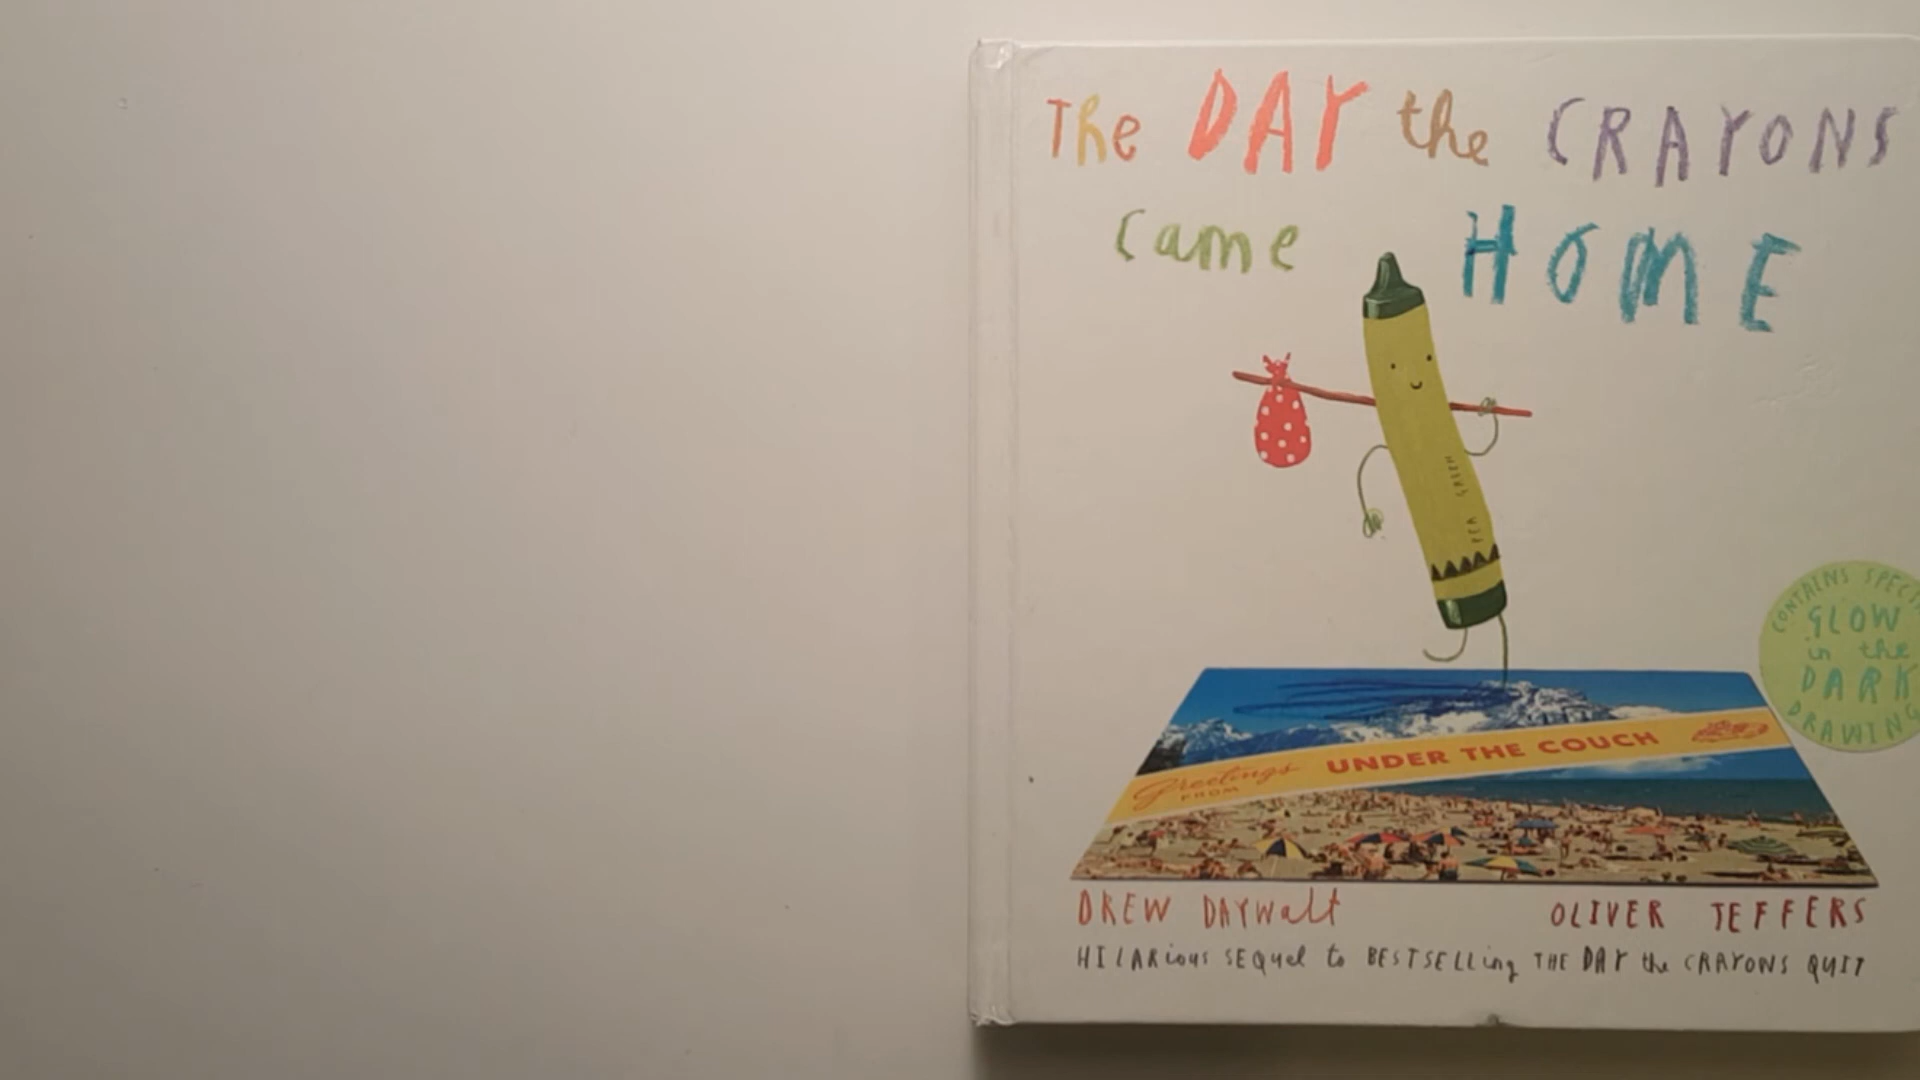 The DAY the CRAYONS
came HOME
PEA GREEN
CONTAINS
GLOW
in the
DARK
DRAWING
Greetings FROM UNDER THE COUCH
DREW DAYWalt OLIVER JEFFERS
HILARious SEQuel to BESTSELLing THE DAY the CRAYONS QUIT